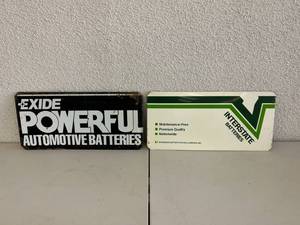 EXIDE
POWERFUL
AUTOMOTIVE BATTERIES
Maintenance-Free
Premium Quality
Nationwide
INTERSTATE
BATTERIES